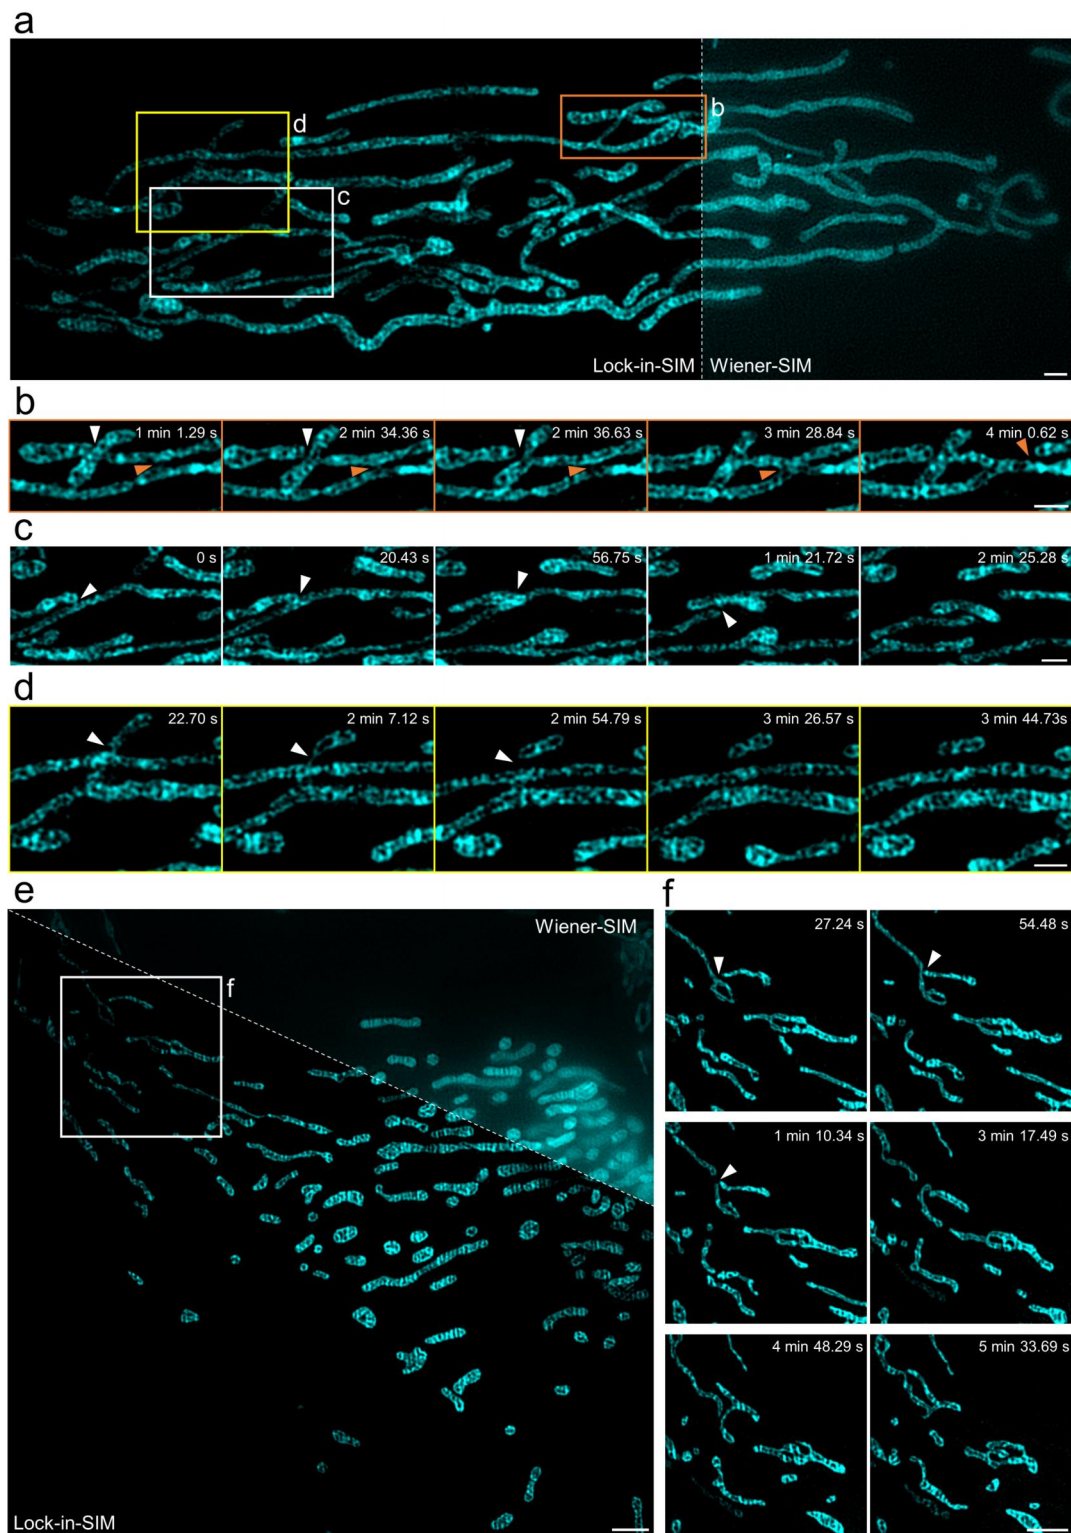 a
d
b
c
Lock-in-SIM
Wiener-SIM
b
1 min 1.29 s
2 min 34.36 s
2 min 36.63 s
3 min 28.84 s
4 min 0.62 s
c
0 s
20.43 s
56.75 s
1 min 21.72 s
2 min 25.28 s
d
22.70 s
2 min 7.12 s
2 min 54.79 s
3 min 26.57 s
3 min 44.73s
e
Wiener-SIM
f
Lock-in-SIM
f
27.24 s
54.48 s
1 min 10.34 s
3 min 17.49 s
4 min 48.29 s
5 min 33.69 s